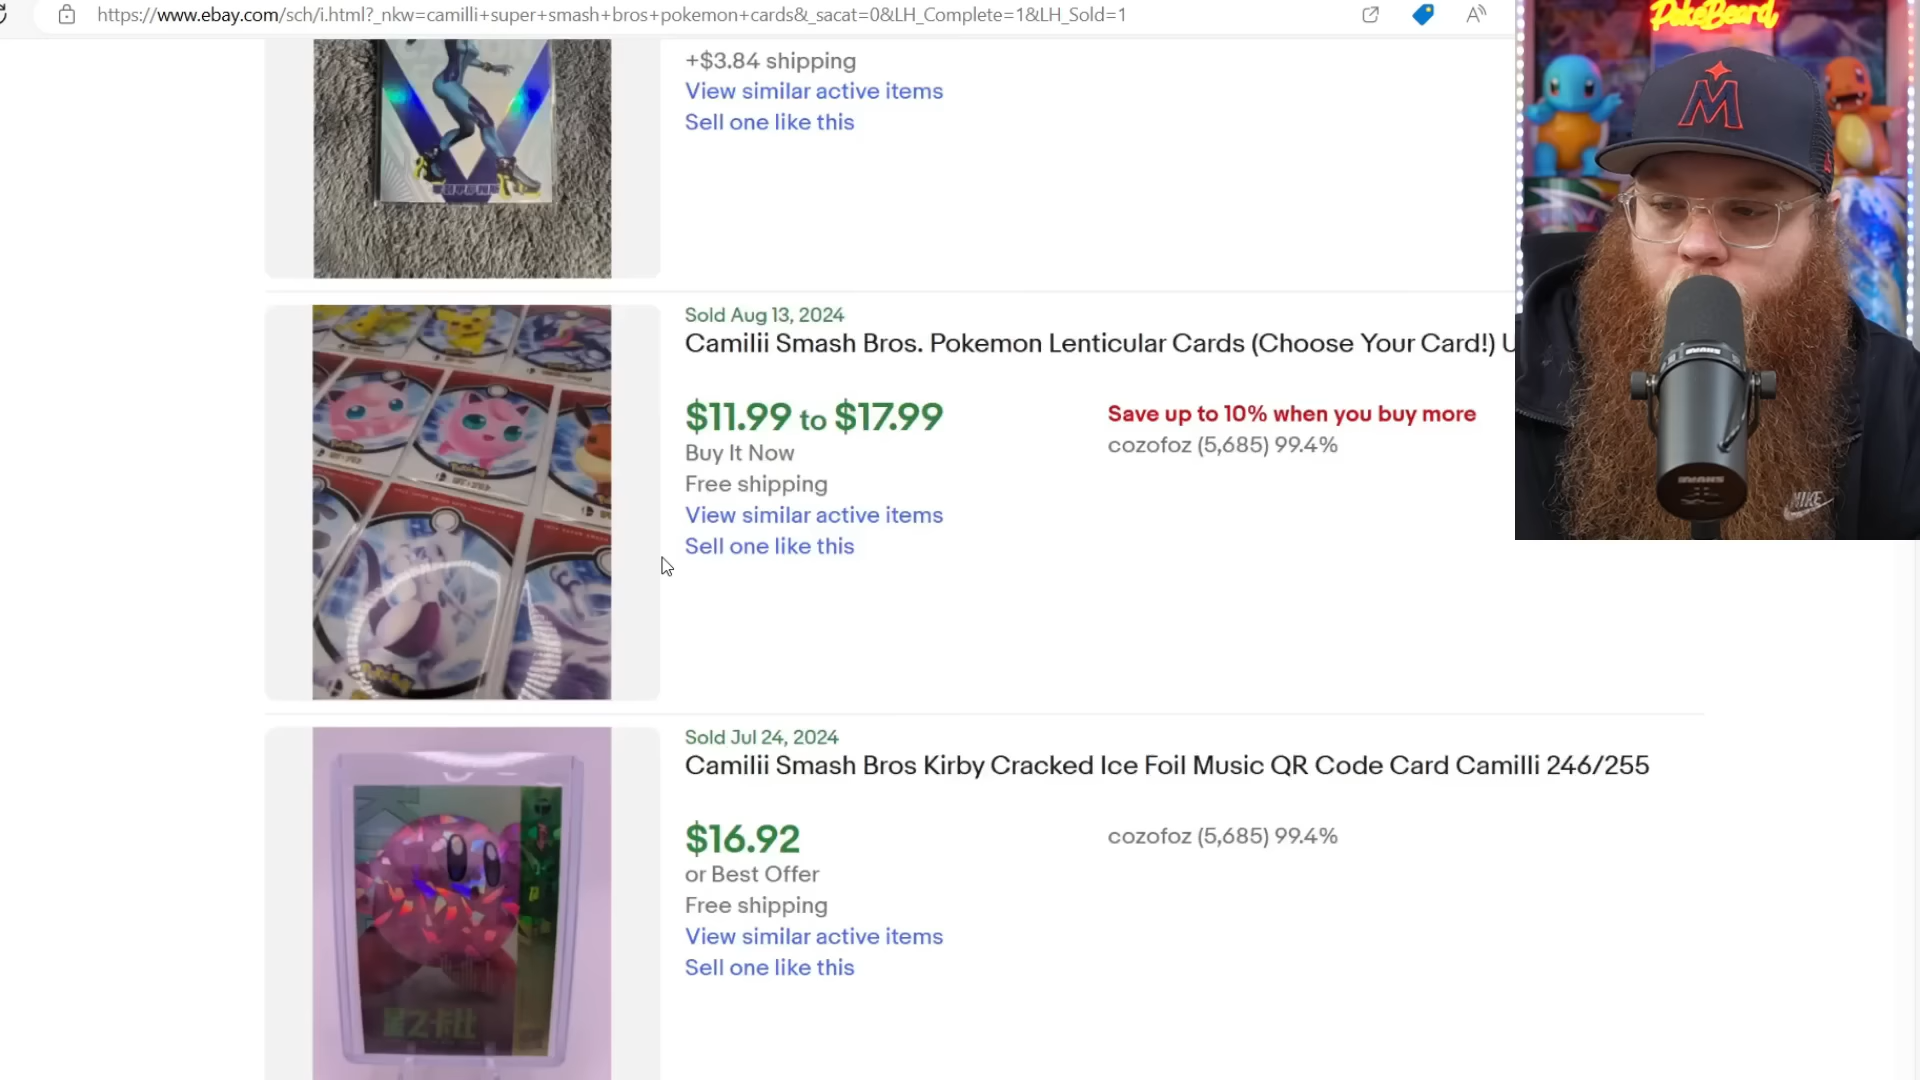 https://www.ebay.com/sch/i.html?_nkw=camilli+super+smash+bros+pokemon+cards&_sacat=0&LH_Complete=1&LH_Sold=1
PokeBeard
+$3.84 shipping
View similar active items
Sell one like this
Sold Aug 13, 2024
Camilii Smash Bros. Pokemon Lenticular Cards (Choose Your Card!) U
$11.99 to $17.99
Save up to 10% when you buy more
Buy It Now
cozofoz (5,685) 99.4%
Free shipping
View similar active items
Sell one like this
NIKE
Sold Jul 24, 2024
Camilii Smash Bros Kirby Cracked Ice Foil Music QR Code Card Camilli 246/255
$16.92
cozofoz (5,685) 99.4%
or Best Offer
Free shipping
View similar active items
Sell one like this